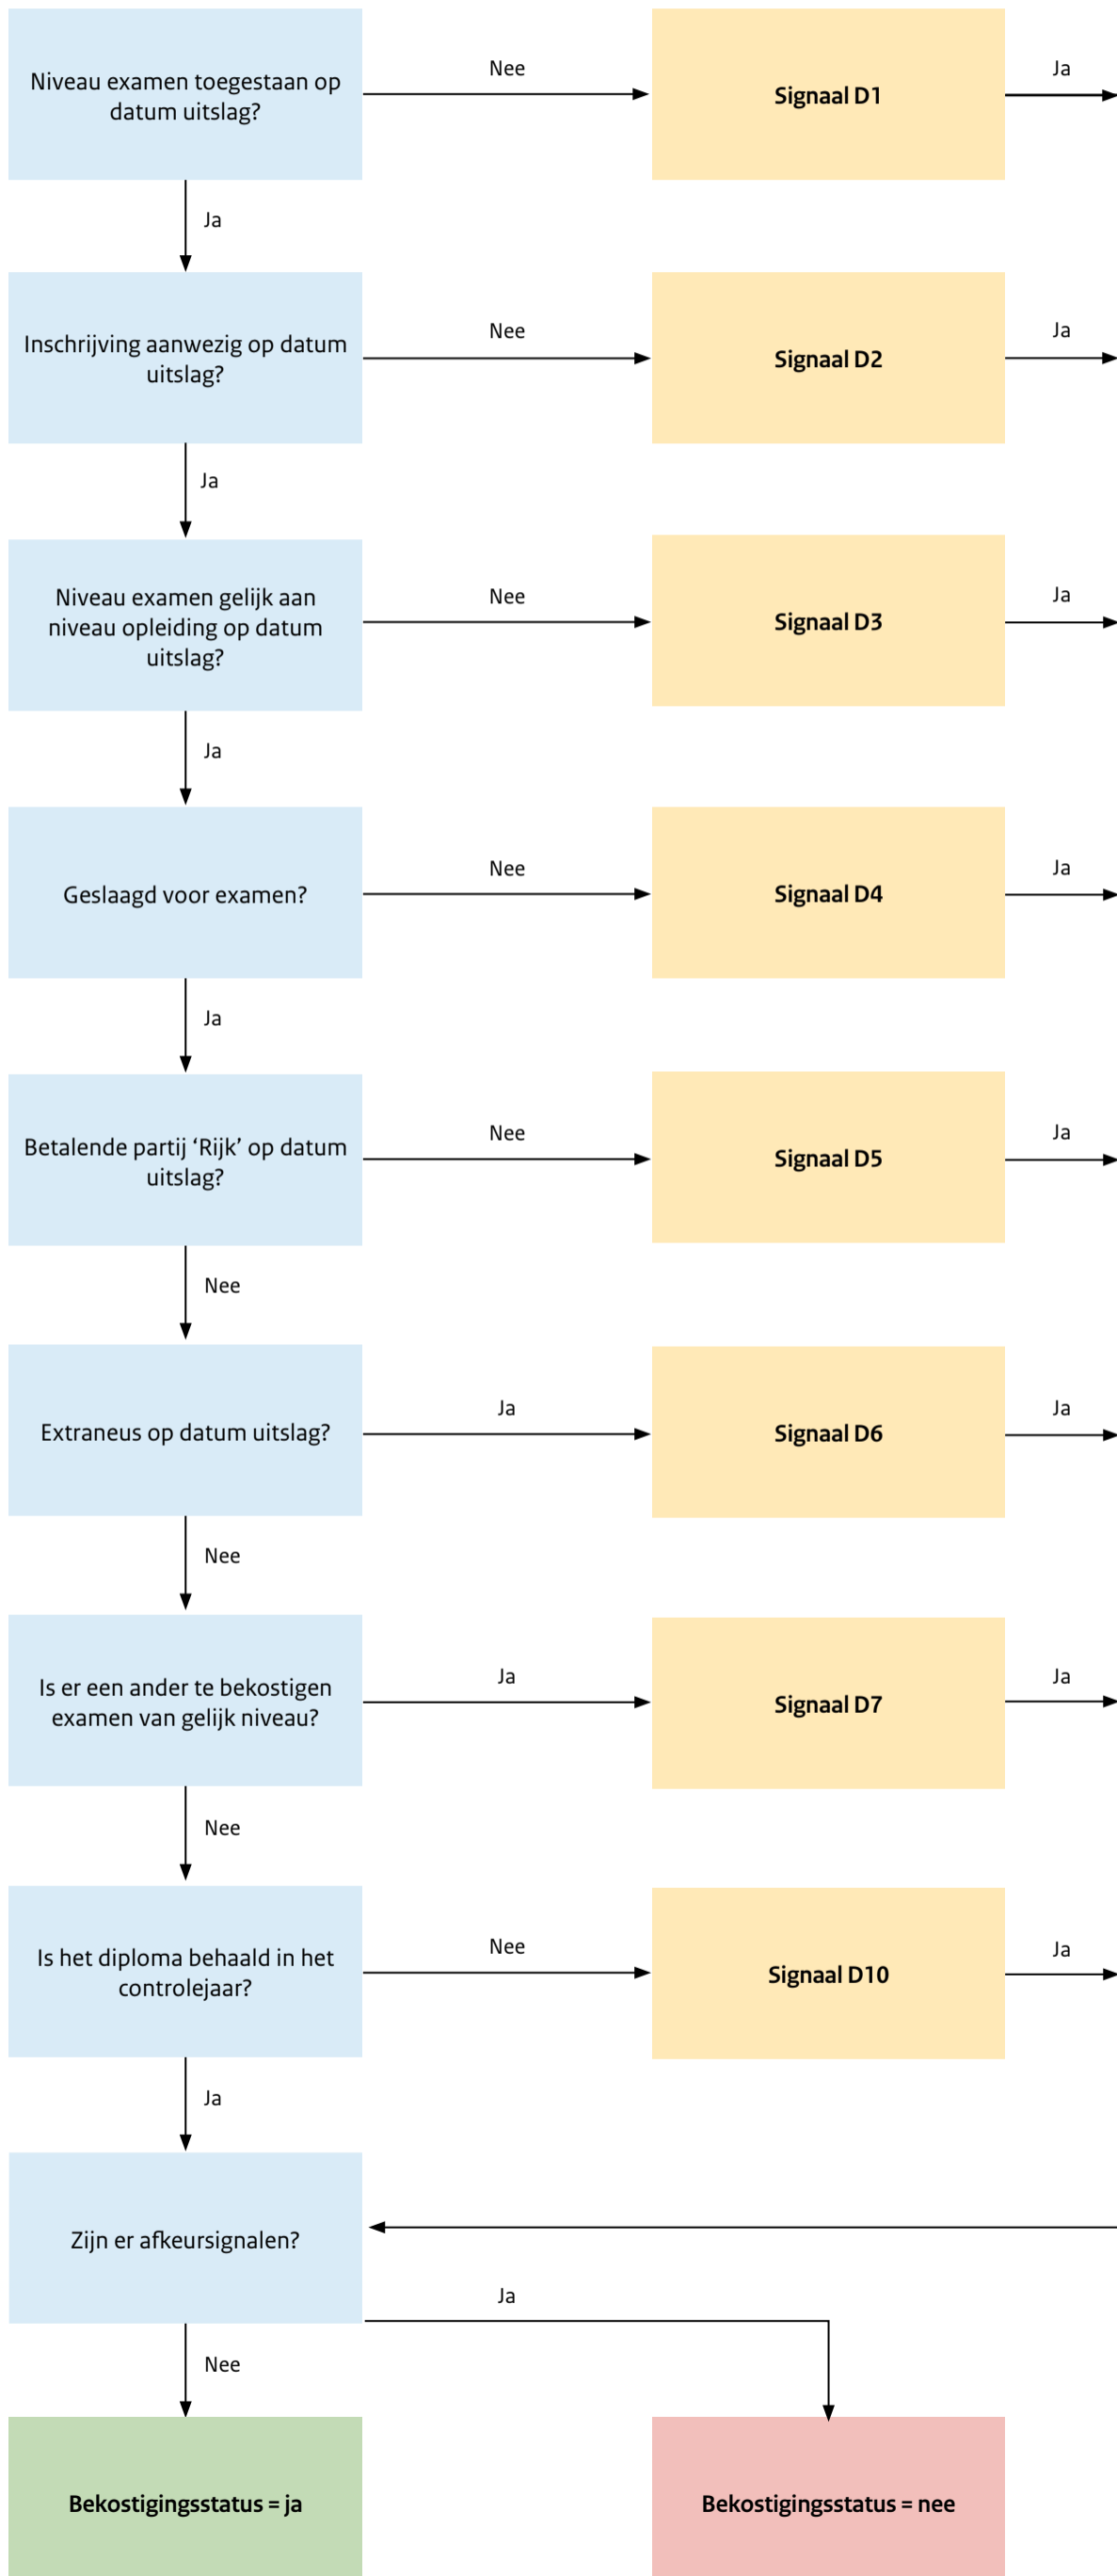 Niveau examen toegestaan op
datum uitslag?
Nee
Signaal D1
Ja
Ja
Inschrijving aanwezig op datum
uitslag?
Nee
Signaal D2
Ja
Ja
Niveau examen gelijk aan
niveau opleiding op datum
uitslag?
Nee
Signaal D3
Ja
Ja
Geslaagd voor examen?
Nee
Signaal D4
Ja
Ja
Betalende partij ‘Rijk’ op datum
uitslag?
Nee
Signaal D5
Ja
Nee
Extraneus op datum uitslag?
Ja
Signaal D6
Ja
Nee
Is er een ander te bekostigen
examen van gelijk niveau?
Ja
Signaal D7
Ja
Nee
Is het diploma behaald in het
controlejaar?
Nee
Signaal D10
Ja
Ja
Zijn er afkeursignalen?
Ja
Nee
Bekostigingsstatus = ja
Bekostigingsstatus = nee